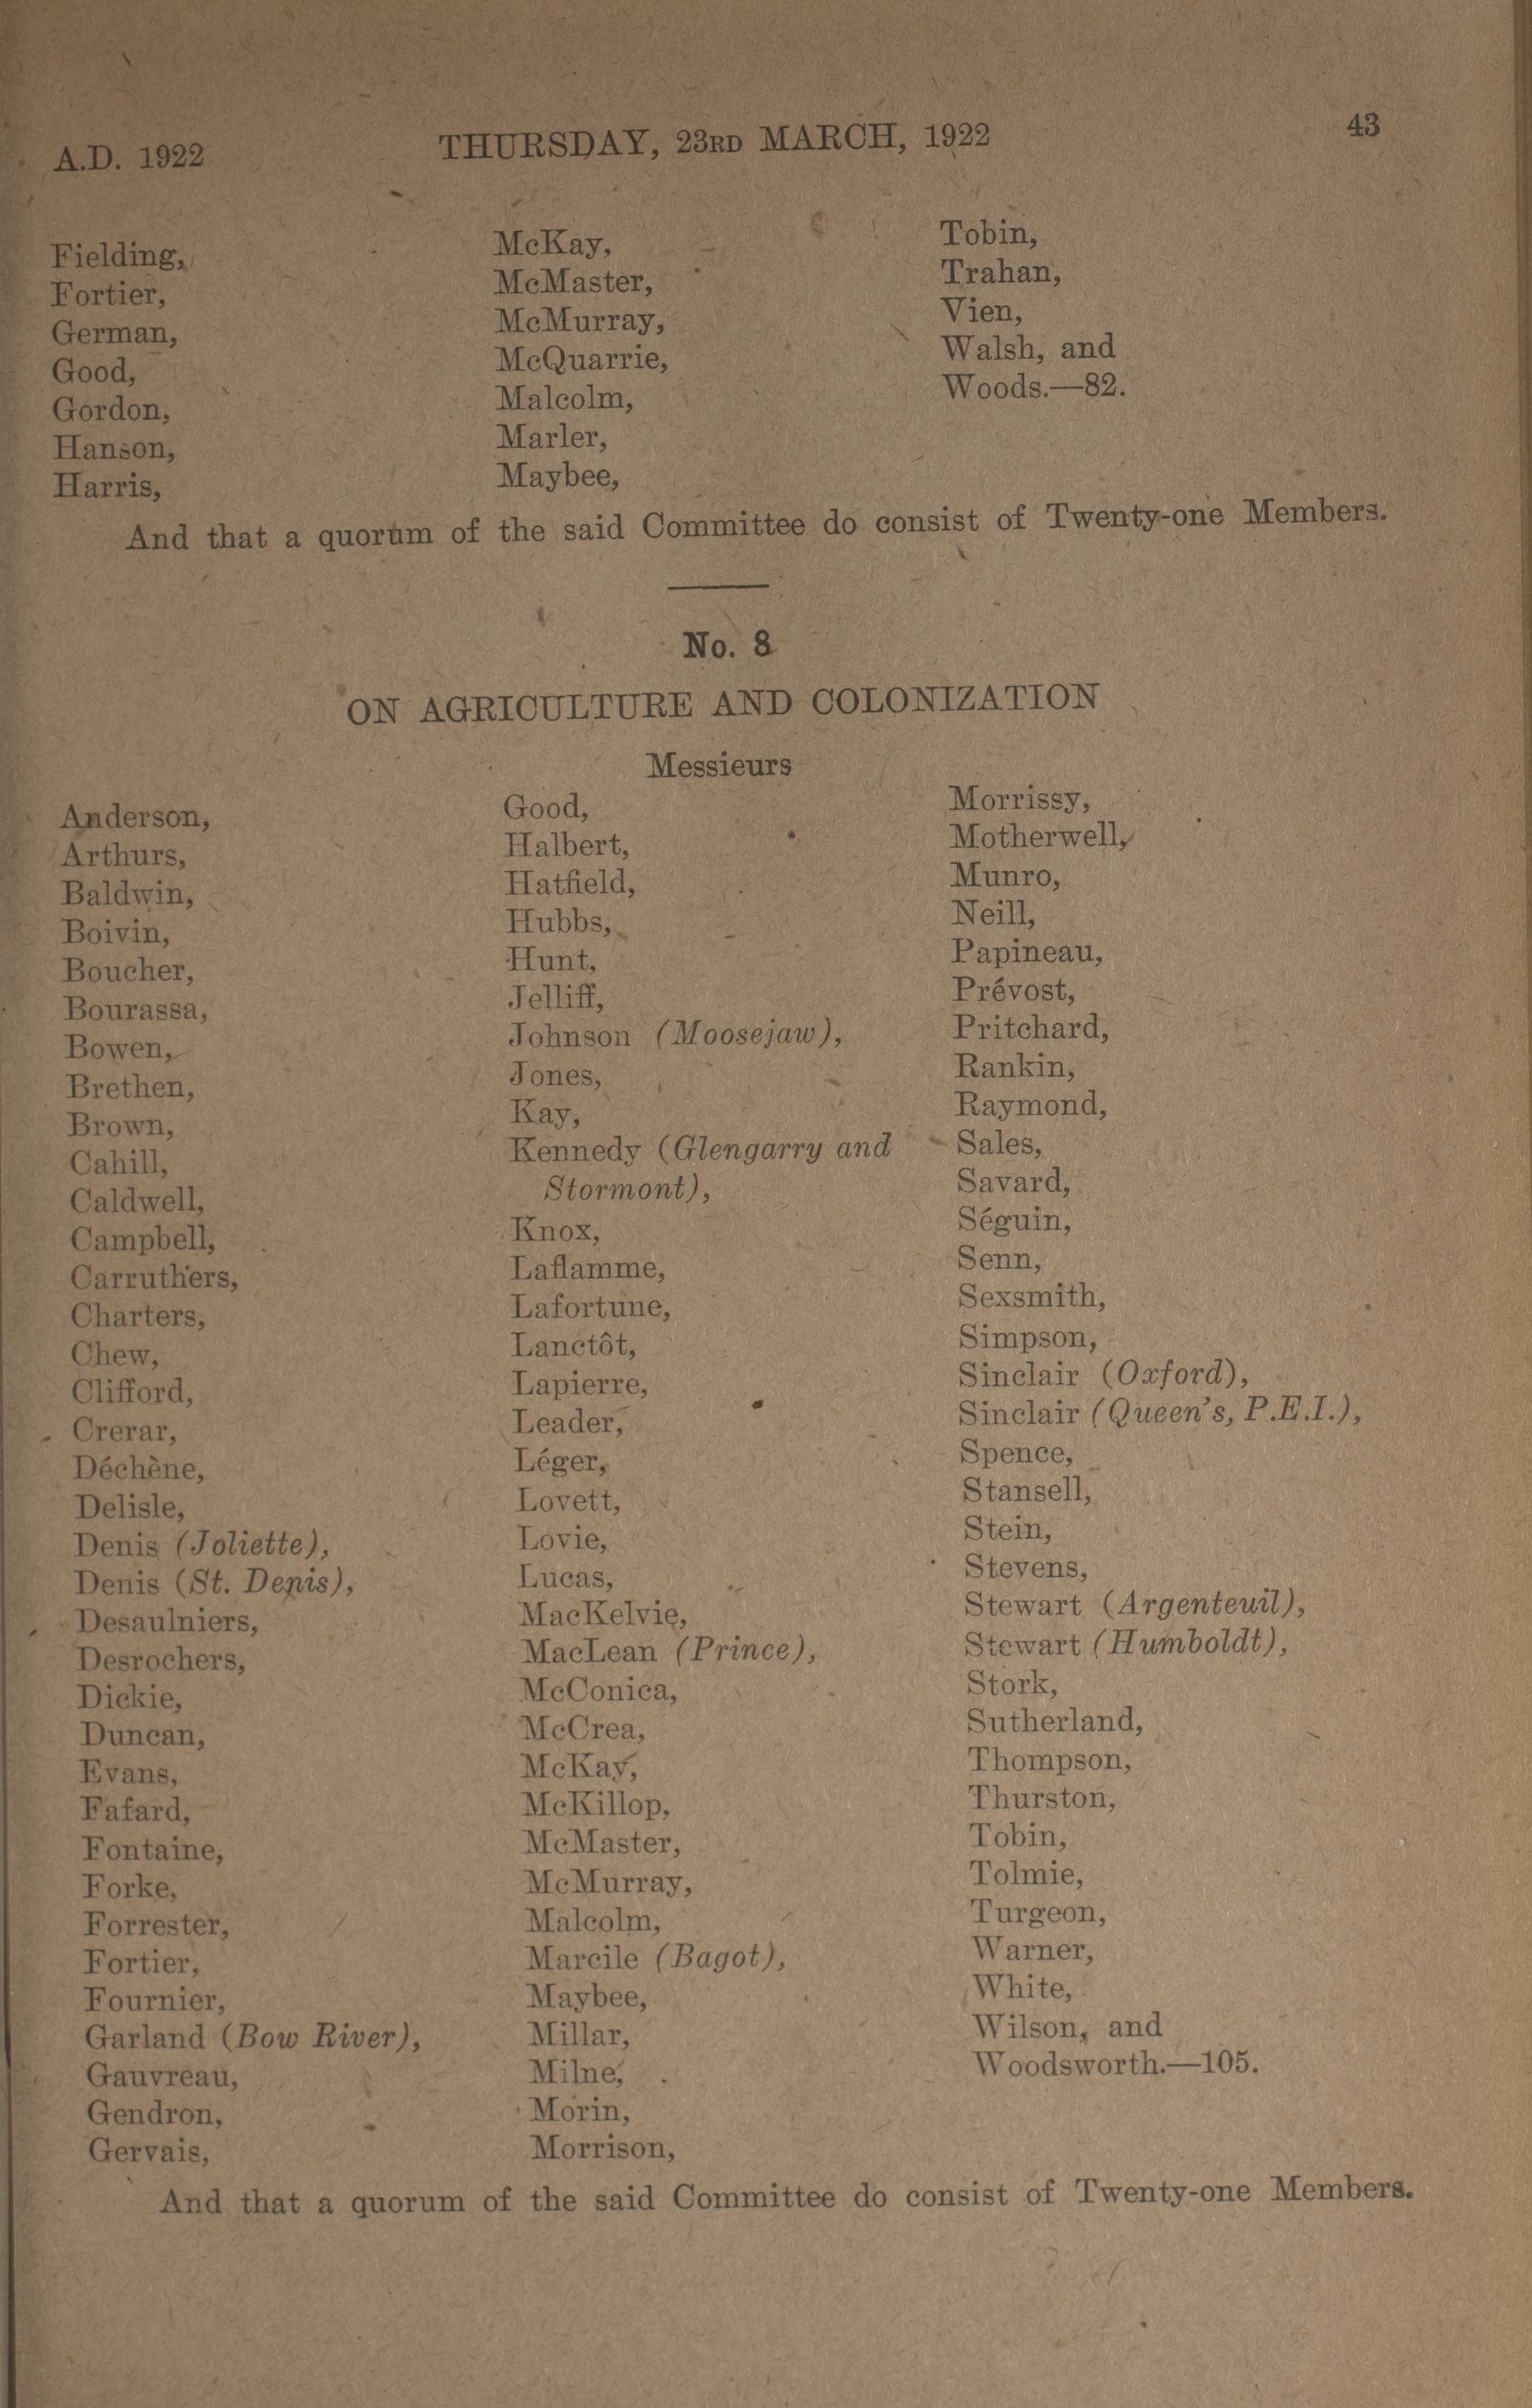 A.D. 1922
THURSDAY, 23RD MARCH, 1922
43
Fielding,
Fortier,
German,
Good,
Gordon,
Hanson,
Harris,
McKay,
McMaster,
McMurray,
McQuarrie,
Malcolm,
Marler,
Maybee,
Tobin,
Trahan,
Vien,
Walsh, and
Woods.—82.
And that a quorum of the said Committee do consist of Twenty-one Members.
No. 8
ON AGRICULTURE AND COLONIZATION
Messieurs
Anderson,
Arthurs,
Baldwin,
Boivin,
Boucher,
Bourassa,
Bowen,
Brethen,
Brown,
Cahill,
Caldwell,
Campbell,
Carruthers,
Charters,
Chew,
Clifford,
Crerar,
Déchène,
Delisle,
Denis (Joliette),
Denis (St. Denis),
Desaulniers,
Desrochers,
Dickie,
Duncan,
Evans,
Fafard,
Fontaine,
Forke,
Forrester,
Fortier,
Fournier,
Garland (Bow River),
Gauvreau,
Gendron,
Gervais,
Good,
Halbert,
Hatfield,
Hubbs,
Hunt,
Jelliff,
Johnson (Moosejaw),
Jones,
Kay,
Kennedy (Glengarry and
Stormont),
Knox,
Laflamme,
Lafortune,
Lanctôt,
Lapierre,
Leader,
Léger,
Lovett,
Lovie,
Lucas,
MacKelvie,
MacLean (Prince),
McConica,
McCrea,
McKay,
McKillop,
McMaster,
McMurray,
Malcolm,
Marcile (Bagot),
Maybee,
Millar,
Milne,
Morin,
Morrison,
Morrissy,
Motherwell,
Munro,
Neill,
Papineau,
Prévost,
Pritchard,
Rankin,
Raymond,
Sales,
Savard,
Séguin,
Senn,
Sexsmith,
Simpson,
Sinclair (Oxford),
Sinclair (Queen's, P.E.I.),
Spence,
Stansell,
Stein,
Stevens,
Stewart (Argenteuil),
Stewart (Humboldt),
Stork,
Sutherland,
Thompson,
Thurston,
Tobin,
Tolmie,
Turgeon,
Warner,
White,
Wilson, and
Woodsworth.—105.
And that a quorum of the said Committee do consist of Twenty-one Members.